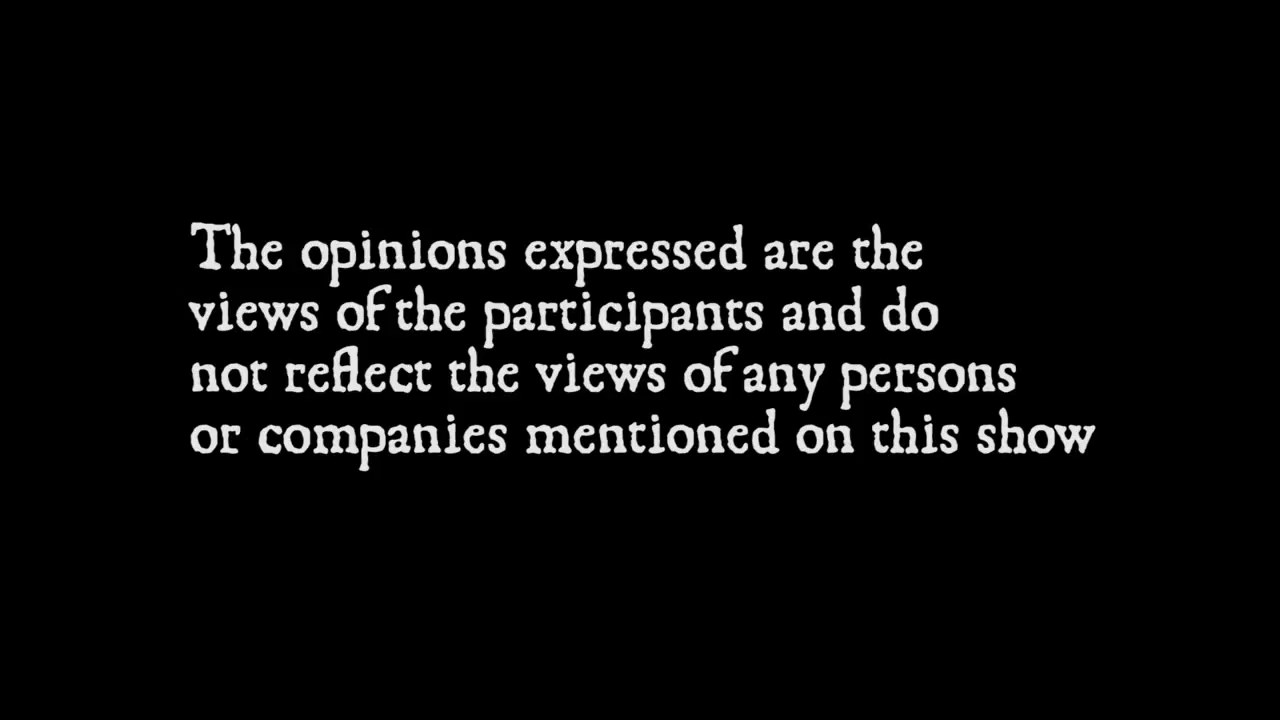 The opinions expressed are the
views of the participants and do
not reflect the views of any persons
or companies mentioned on this show